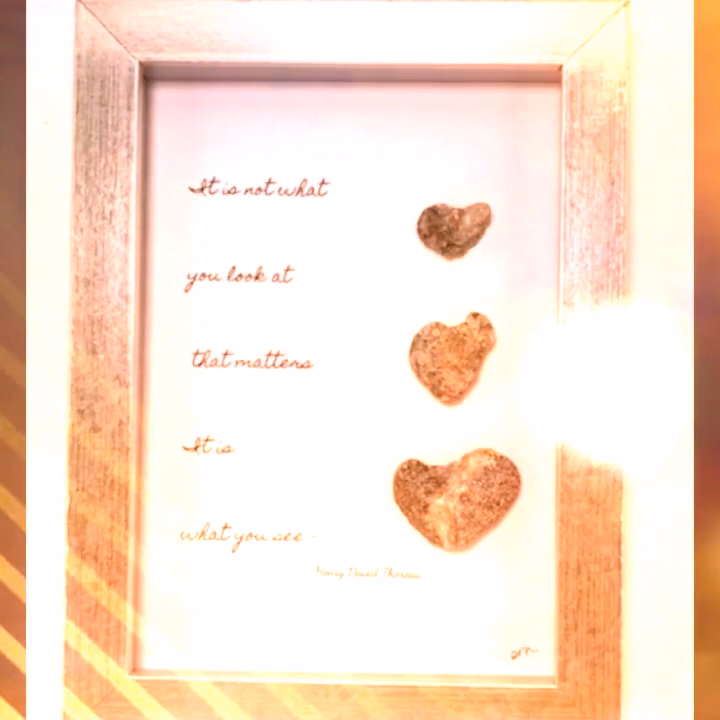 It is not what
you look at
that matters
It is
what you see
Henry David Thoreau